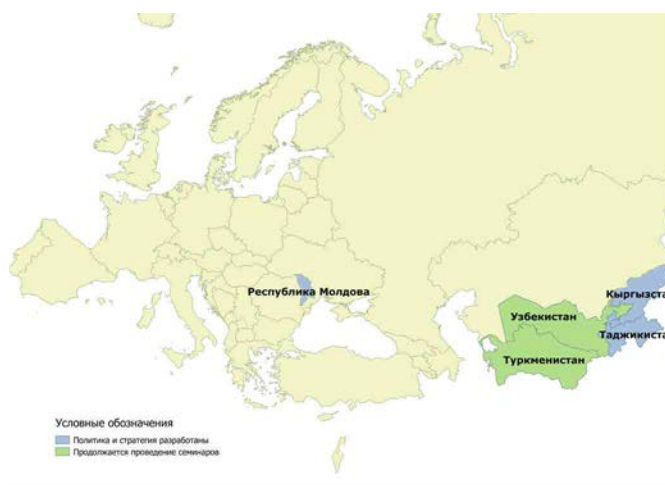 Республика Молдова
Кыргызста
Узбекистан
Таджикиста
Туркменистан
Условные обозначения
Политика и стратегия разработаны
Продолжается проведение семинаров